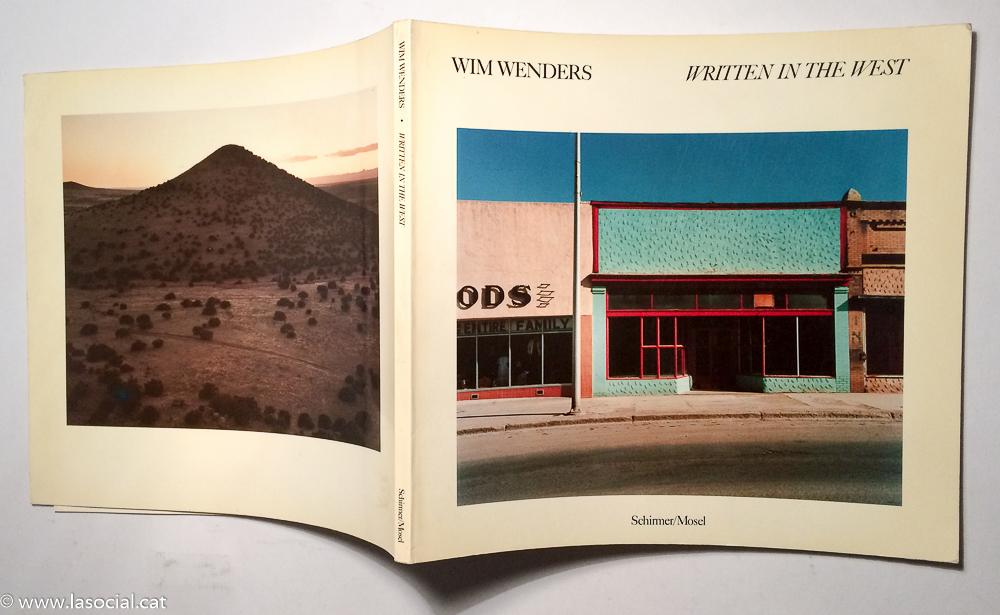 WIM WENDERS
WRITTEN IN THE WEST
WIM WENDERS • WRITTEN IN THE WEST
Schirmer/Mosel
ODS
ENTIRE FAMILY
Schirmer/Mosel
© www.lasocial.cat